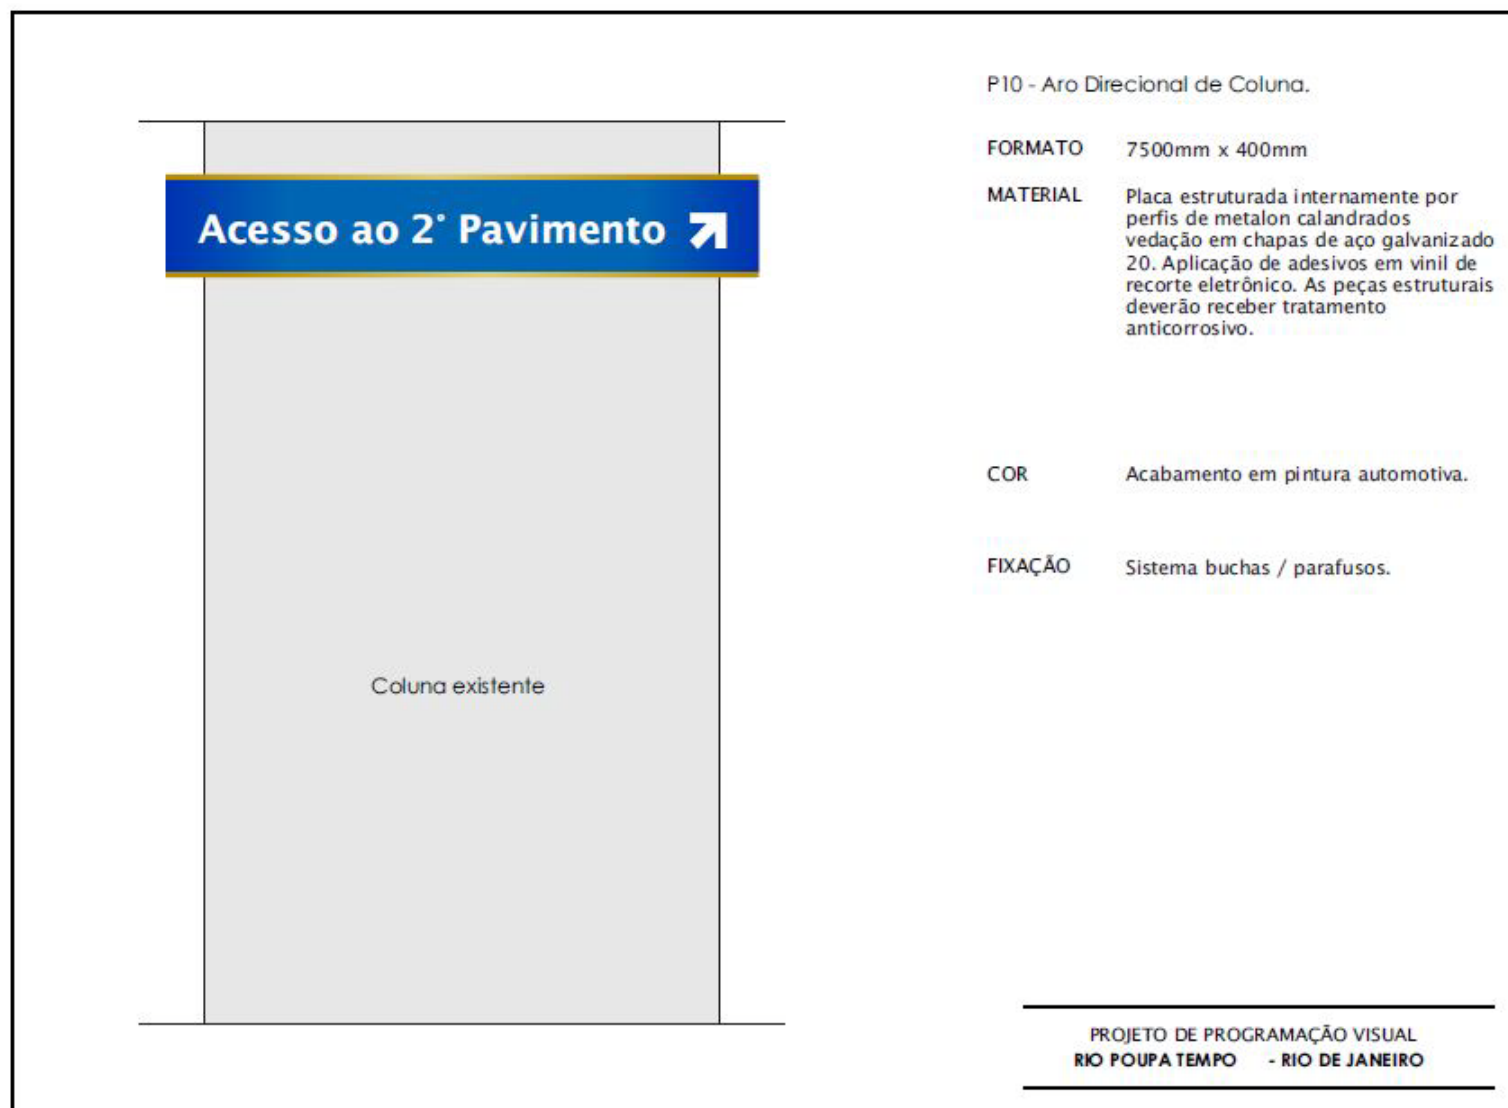 P10 - Aro Direcional de Coluna.
Acesso ao 2° Pavimento
FORMATO 7500mm x 400mm
MATERIAL Placa estruturada internamente por
perfis de metalon calandrados
vedação em chapas de aço galvanizado
20. Aplicação de adesivos em vinil de
recorte eletrônico. As peças estruturais
deverão receber tratamento
anticorrosivo.
COR Acabamento em pintura automotiva.
FIXAÇÃO Sistema buchas / parafusos.
Coluna existente
PROJETO DE PROGRAMAÇÃO VISUAL
RIO POUPA TEMPO - RIO DE JANEIRO